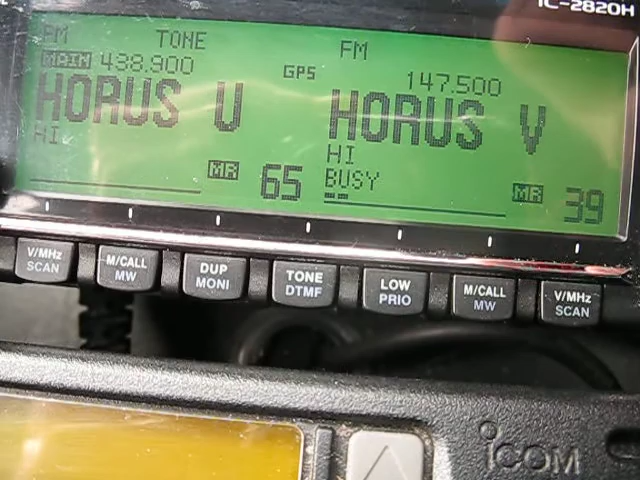 IC-2820H
FM TONE FM
MAIN 438.900 GPS 147.500
HORUS U HORUS V
HI HI
BUSY
MR 65 MR 39
V/MHz M/CALL DUP TONE LOW M/CALL V/MHz
SCAN MW MONI DTMF PRIO MW SCAN
ICOM